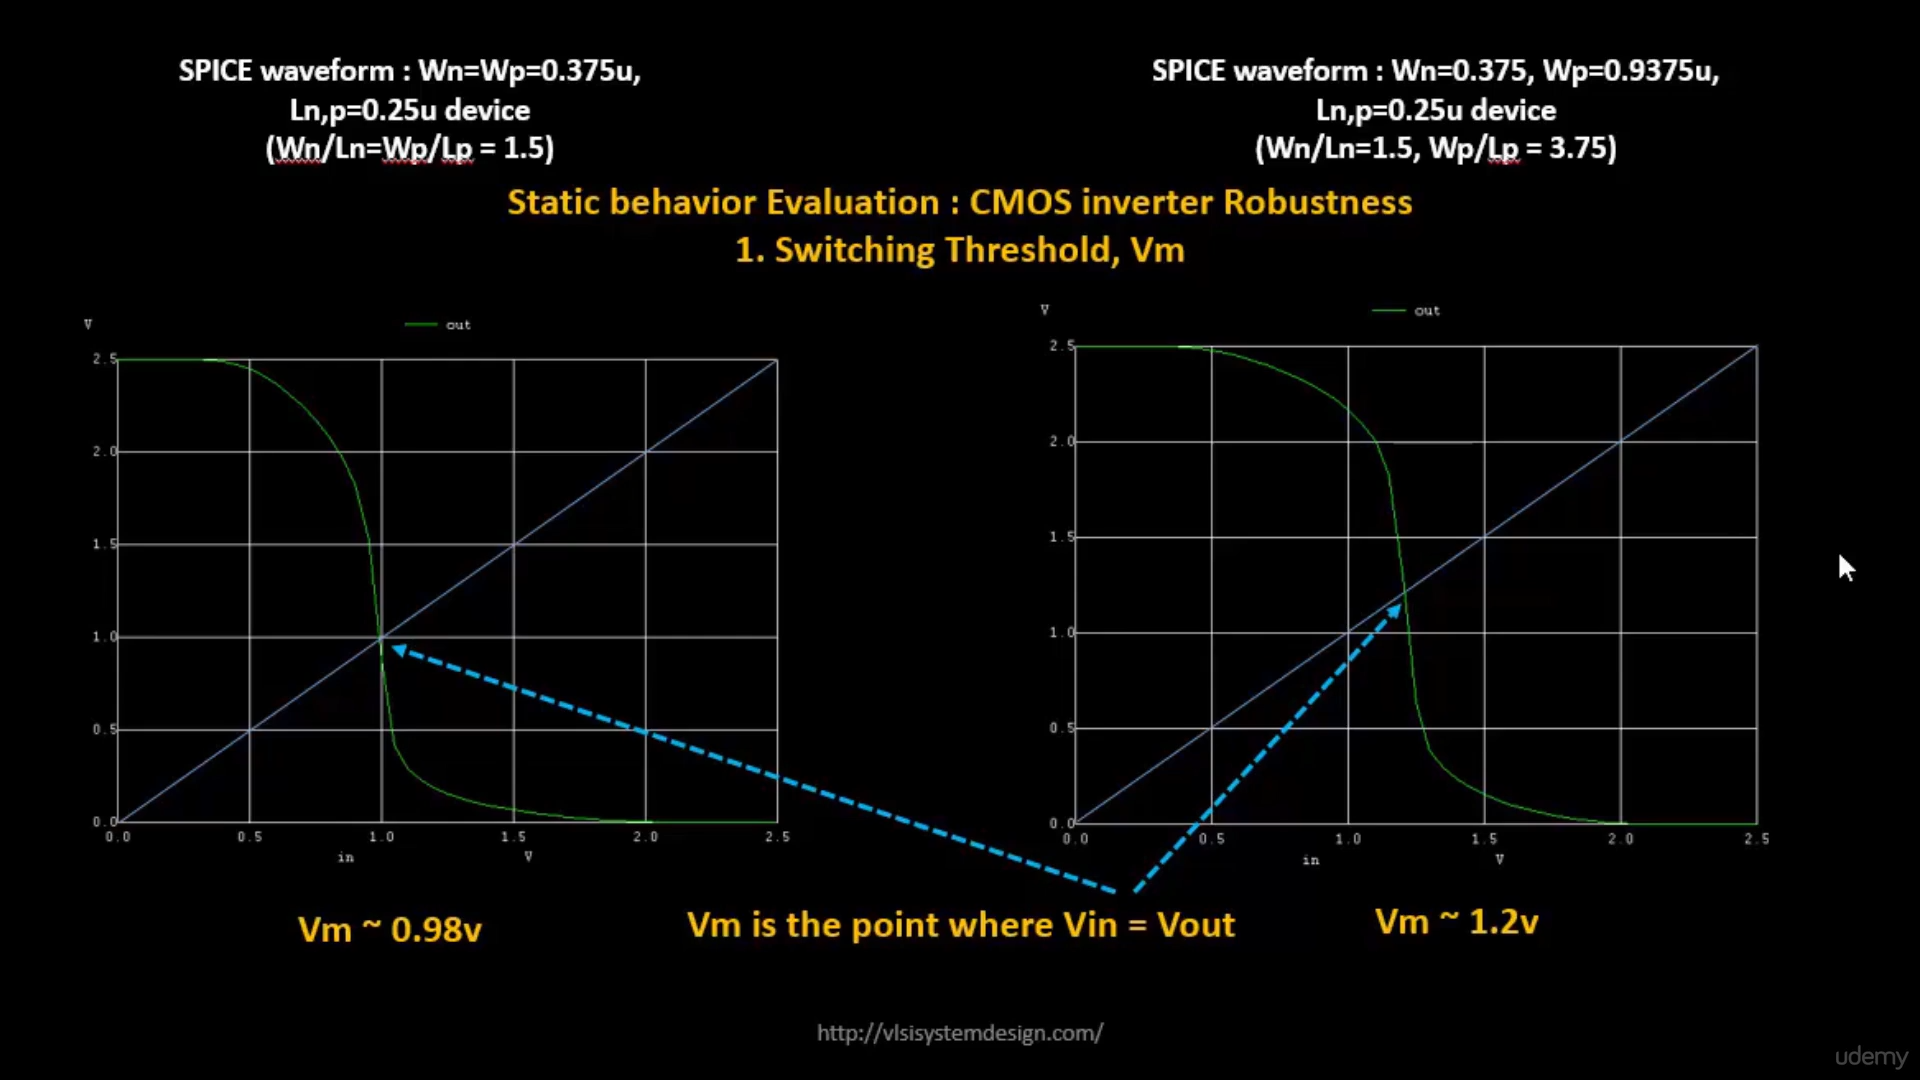 SPICE waveform : Wn=Wp=0.375u,
Ln,p=0.25u device
(Wn/Ln=Wp/Lp = 1.5)
SPICE waveform : Wn=0.375, Wp=0.9375u,
Ln,p=0.25u device
(Wn/Ln=1.5, Wp/Lp = 3.75)
Static behavior Evaluation : CMOS inverter Robustness
1. Switching Threshold, Vm
V
out
2.5
2.0
1.5
1.0
0.5
0.0
0.0 0.5 1.0 1.5 2.0 2.5
in V
V
out
2.5
2.0
1.5
1.0
0.5
0.0
0.0 0.5 1.0 1.5 2.0 2.5
in V
Vm ~ 0.98v
Vm is the point where Vin = Vout
Vm ~ 1.2v
http://vlsisystemdesign.com/
udemy